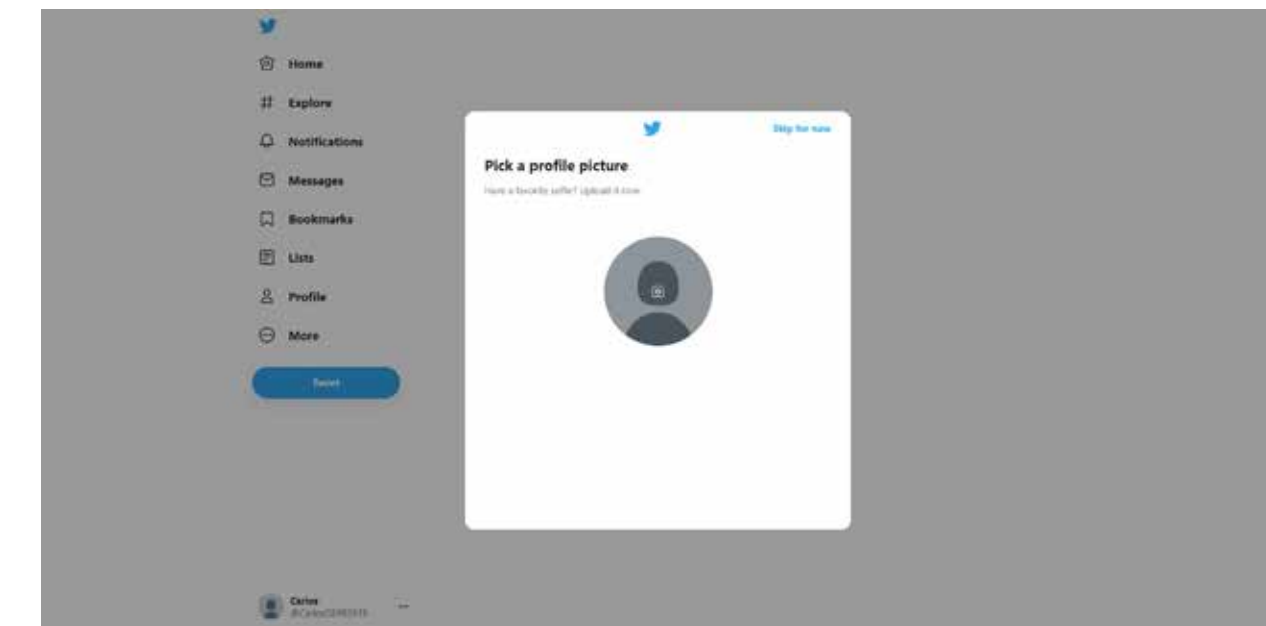 Home
Explore
Notifications
Messages
Bookmarks
Lists
Profile
More
Tweet
Skip for now
Pick a profile picture
Have a favorite selfie? Upload it now.
Carlos